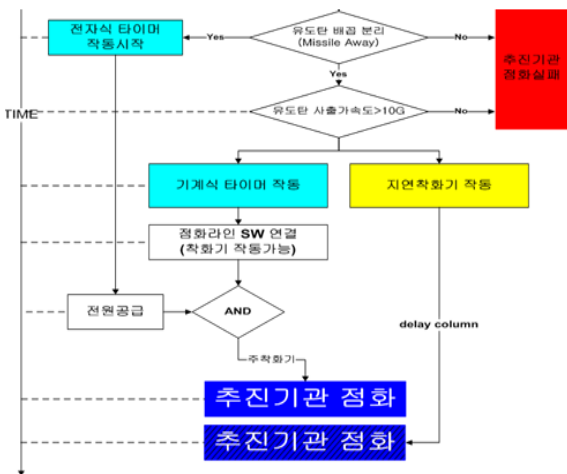 전자식 타이머
작동시작
Yes
유도탄 배꼽 분리
(Missile Away)
No
추진기관
점화실패
Yes
TIME
유도탄 사출가속도>10G
No
기계식 타이머 작동
지연착화기 작동
점화라인 SW 연결
(착화기 작동가능)
전원공급
AND
delay column
주착화기
추진기관 점화
추진기관 점화